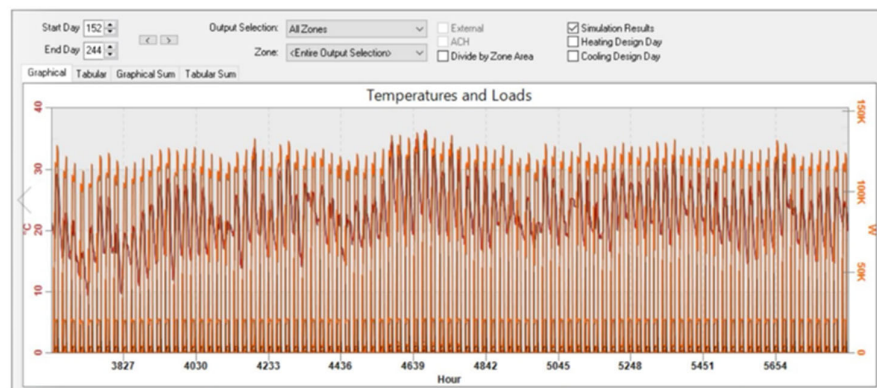 Start Day 152
End Day 244
< >
Output Selection: All Zones
Zone: <Entire Output Selection>
External
ACH
Divide by Zone Area
Simulation Results
Heating Design Day
Cooling Design Day
Graphical Tabular Graphical Sum Tabular Sum
Temperatures and Loads
40
30
20
10
0
°C
150K
100K
50K
0
W
3827 4030 4233 4436 4639 4842 5045 5248 5451 5654
Hour